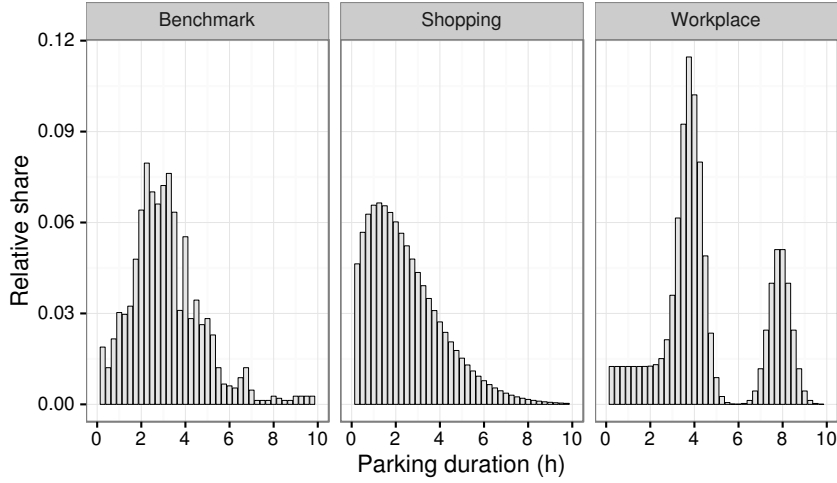 Benchmark Shopping Workplace
Relative share
0.12
0.09
0.06
0.03
0.00
0 2 4 6 8 10 0 2 4 6 8 10 0 2 4 6 8 10
Parking duration (h)